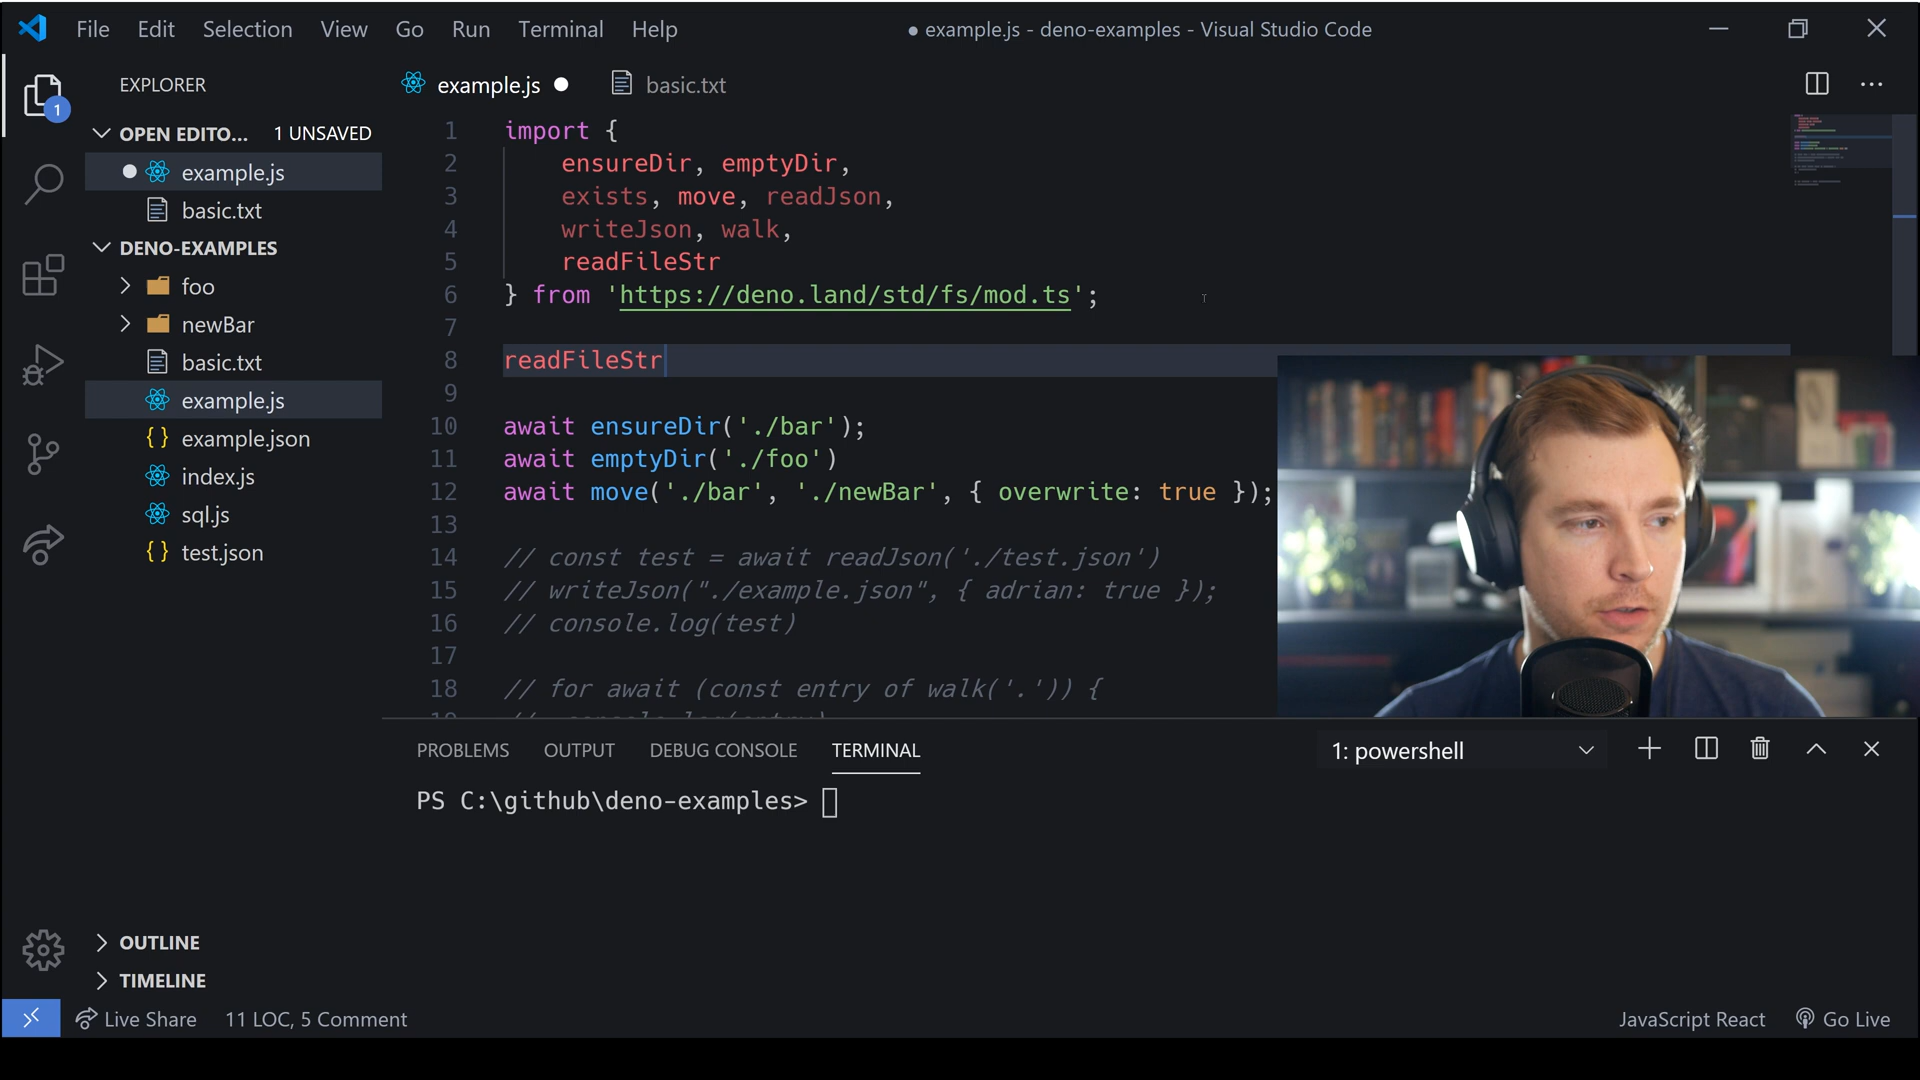 File Edit Selection View Go Run Terminal Help
● example.js - deno-examples - Visual Studio Code
EXPLORER
1
OPEN EDITO... 1 UNSAVED
example.js
basic.txt
DENO-EXAMPLES
foo
newBar
basic.txt
example.js
example.json
index.js
sql.js
test.json
OUTLINE
TIMELINE
example.js basic.txt
1 import {
2 ensureDir, emptyDir,
3 exists, move, readJson,
4 writeJson, walk,
5 readFileStr
6 } from 'https://deno.land/std/fs/mod.ts';
7
8 readFileStr
9
10 await ensureDir('./bar');
11 await emptyDir('./foo')
12 await move('./bar', './newBar', { overwrite: true });
13
14 // const test = await readJson('./test.json')
15 // writeJson("./example.json", { adrian: true });
16 // console.log(test)
17
18 // for await (const entry of walk('.')) {
19 // console.log(entry)
PROBLEMS OUTPUT DEBUG CONSOLE TERMINAL
1: powershell
PS C:\github\deno-examples>
Live Share 11 LOC, 5 Comment
JavaScript React Go Live